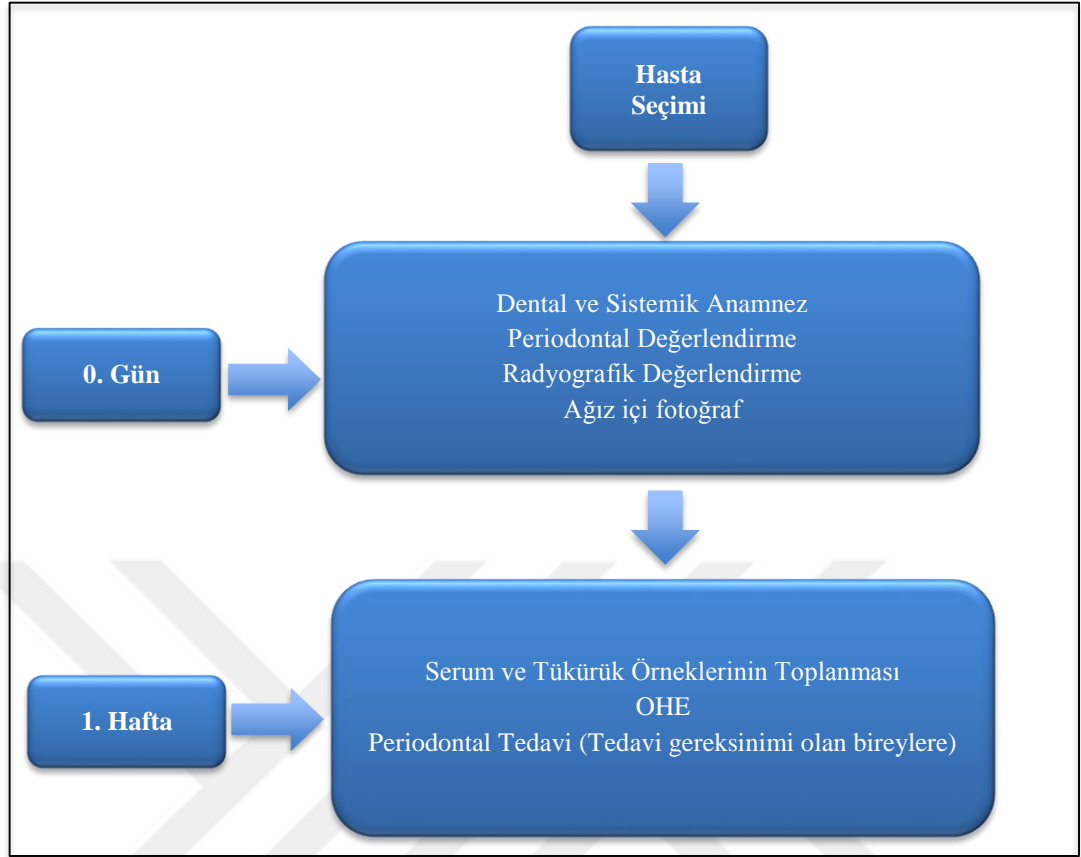 Hasta
Seçimi
0. Gün
Dental ve Sistemik Anamnez
Periodontal Değerlendirme
Radyografik Değerlendirme
Ağız içi fotoğraf
1. Hafta
Serum ve Tükürük Örneklerinin Toplanması
OHE
Periodontal Tedavi (Tedavi gereksinimi olan bireylere)